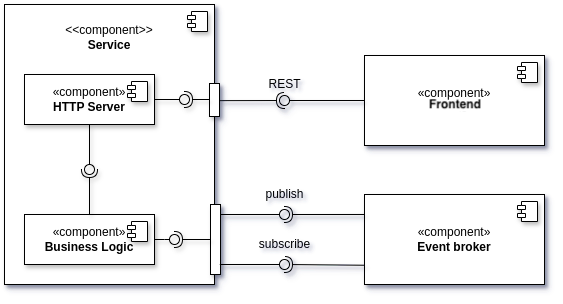 <<component>>
Service
«component»
HTTP Server
REST
«component»
Frontend
publish
subscribe
«component»
Business Logic
«component»
Event broker